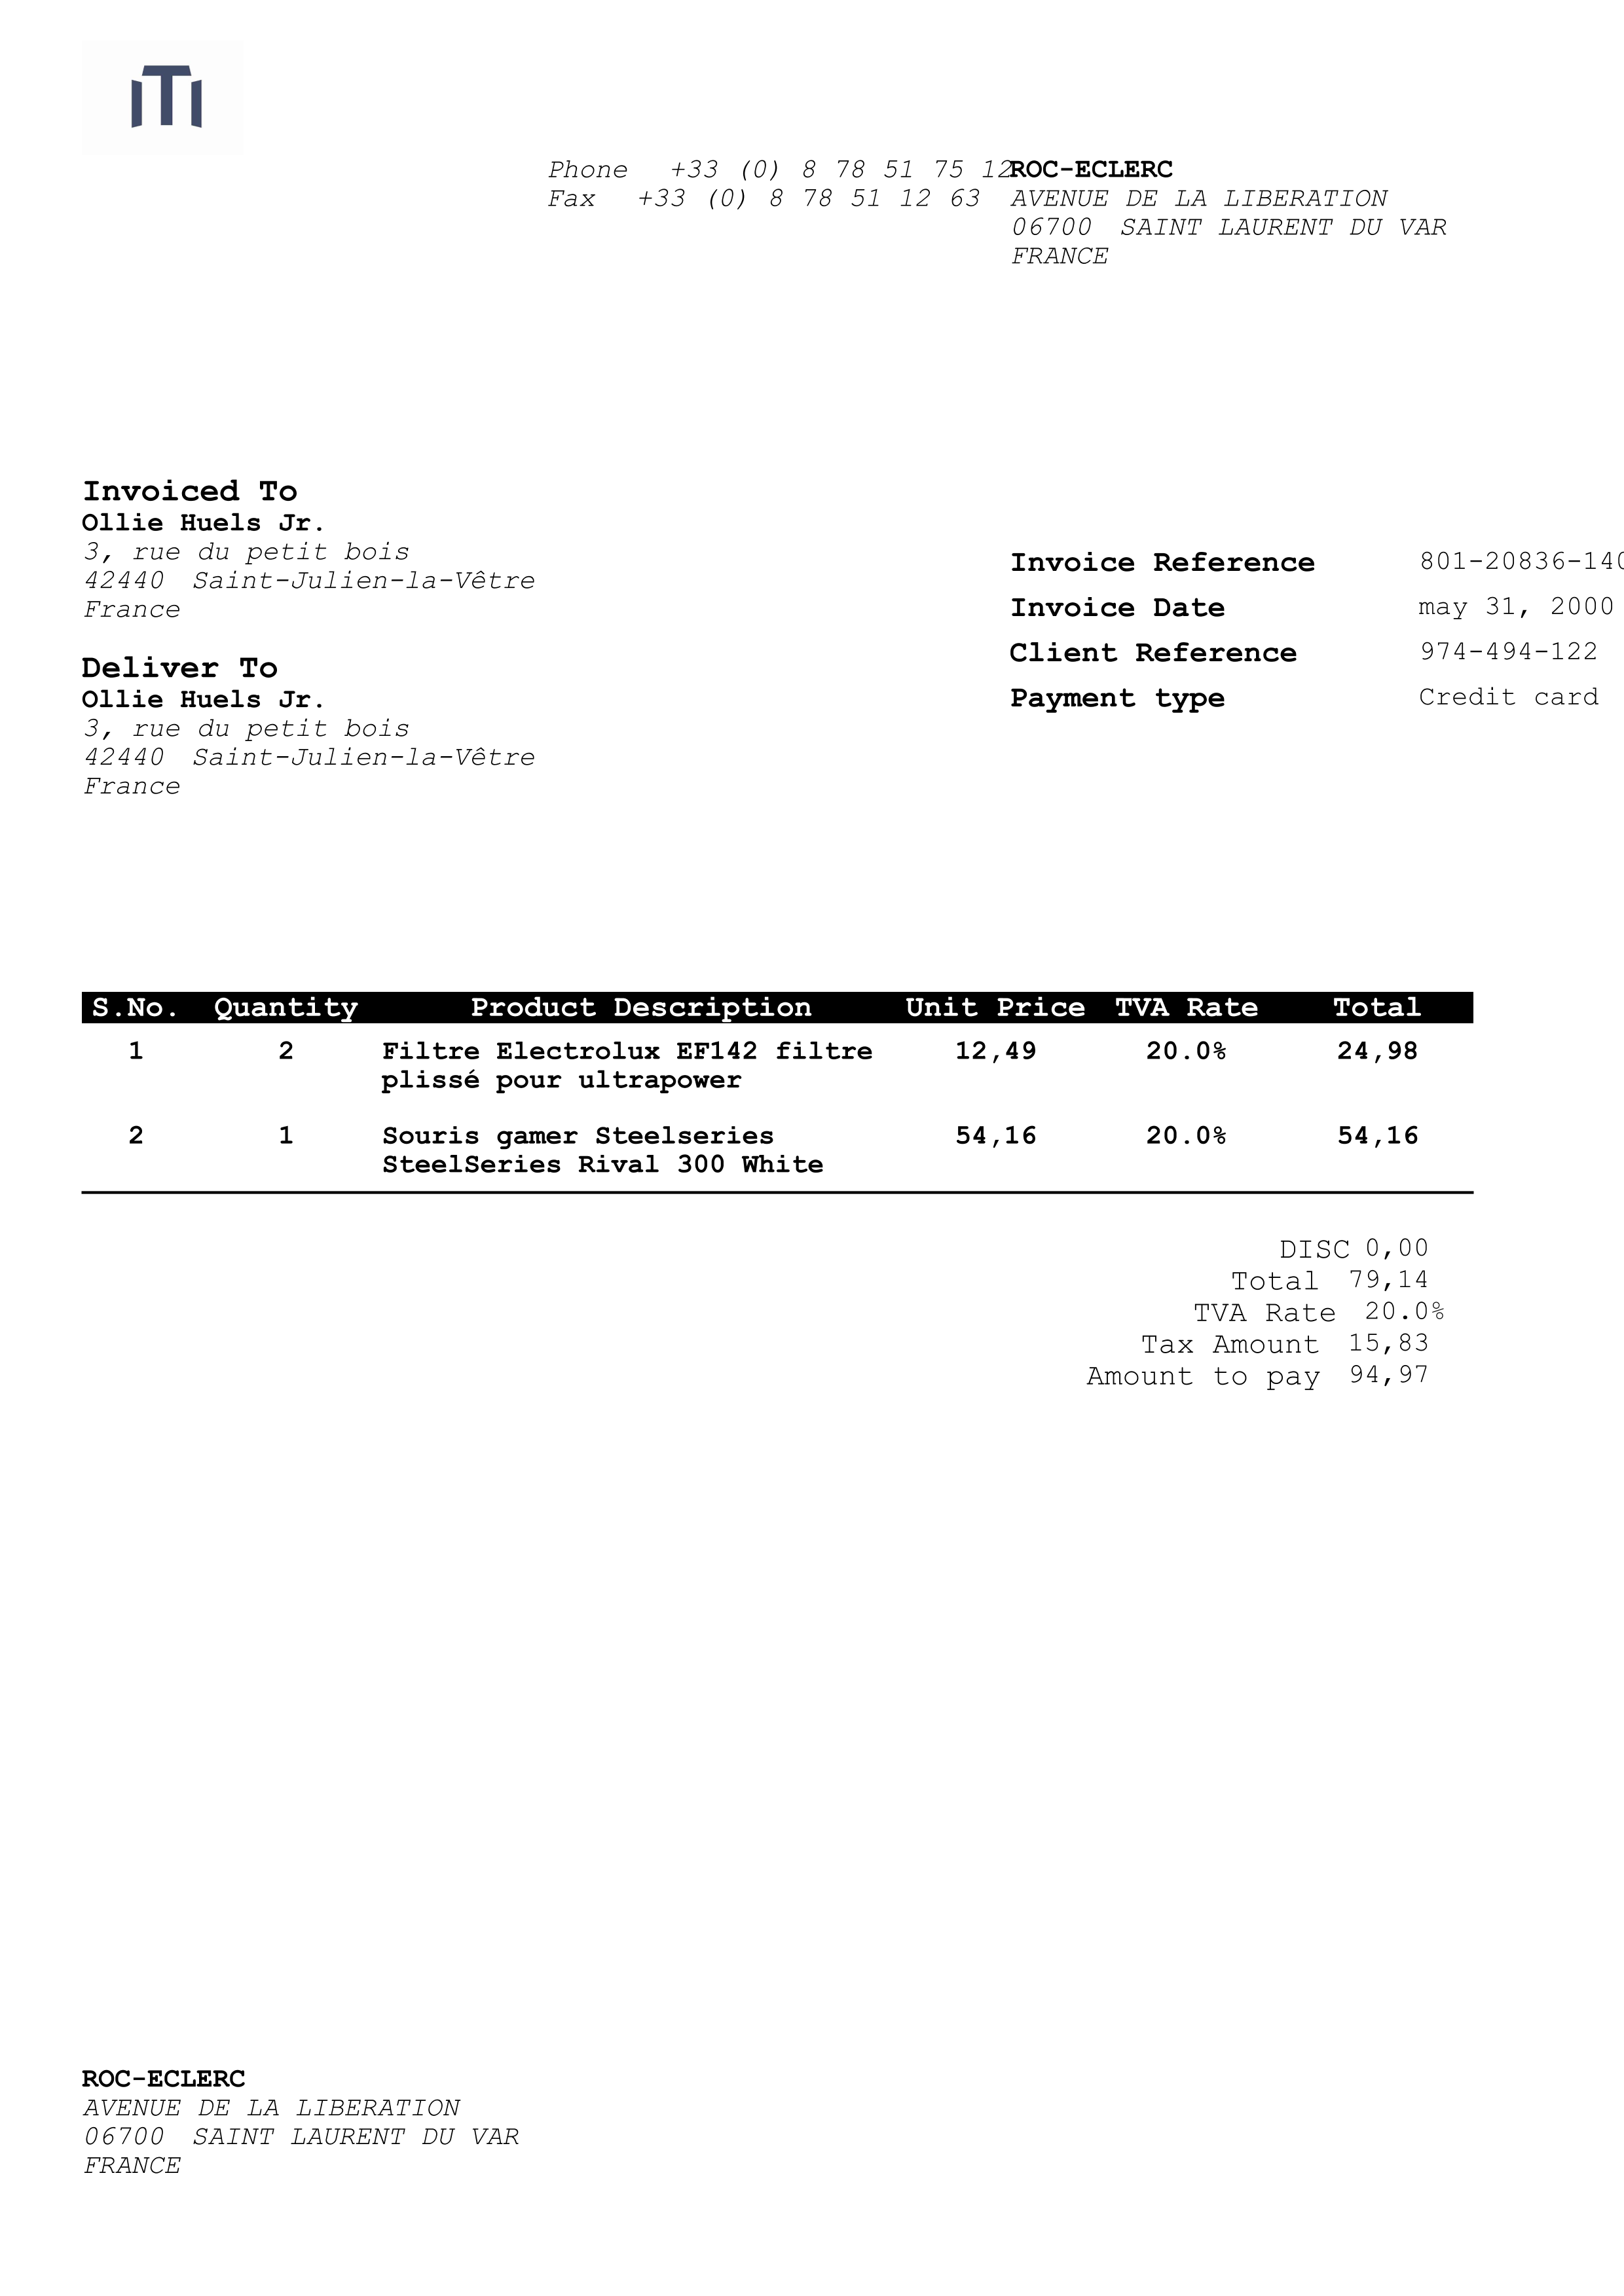 Phone +33 (0) 8 78 51 75 12
Fax +33 (0) 8 78 51 12 63
ROC-ECLERC
AVENUE DE LA LIBERATION
06700 SAINT LAURENT DU VAR
FRANCE
Invoiced To
Ollie Huels Jr.
3, rue du petit bois
42440 Saint-Julien-la-Vêtre
France
Deliver To
Ollie Huels Jr.
3, rue du petit bois
42440 Saint-Julien-la-Vêtre
France
Invoice Reference 801-20836-140
Invoice Date may 31, 2000
Client Reference 974-494-122
Payment type Credit card
S.No. Quantity Product Description Unit Price TVA Rate Total
1 2 Filtre Electrolux EF142 filtre 12,49 20.0% 24,98
plissé pour ultrapower
2 1 Souris gamer Steelseries 54,16 20.0% 54,16
SteelSeries Rival 300 White
DISC 0,00
Total 79,14
TVA Rate 20.0%
Tax Amount 15,83
Amount to pay 94,97
ROC-ECLERC
AVENUE DE LA LIBERATION
06700 SAINT LAURENT DU VAR
FRANCE